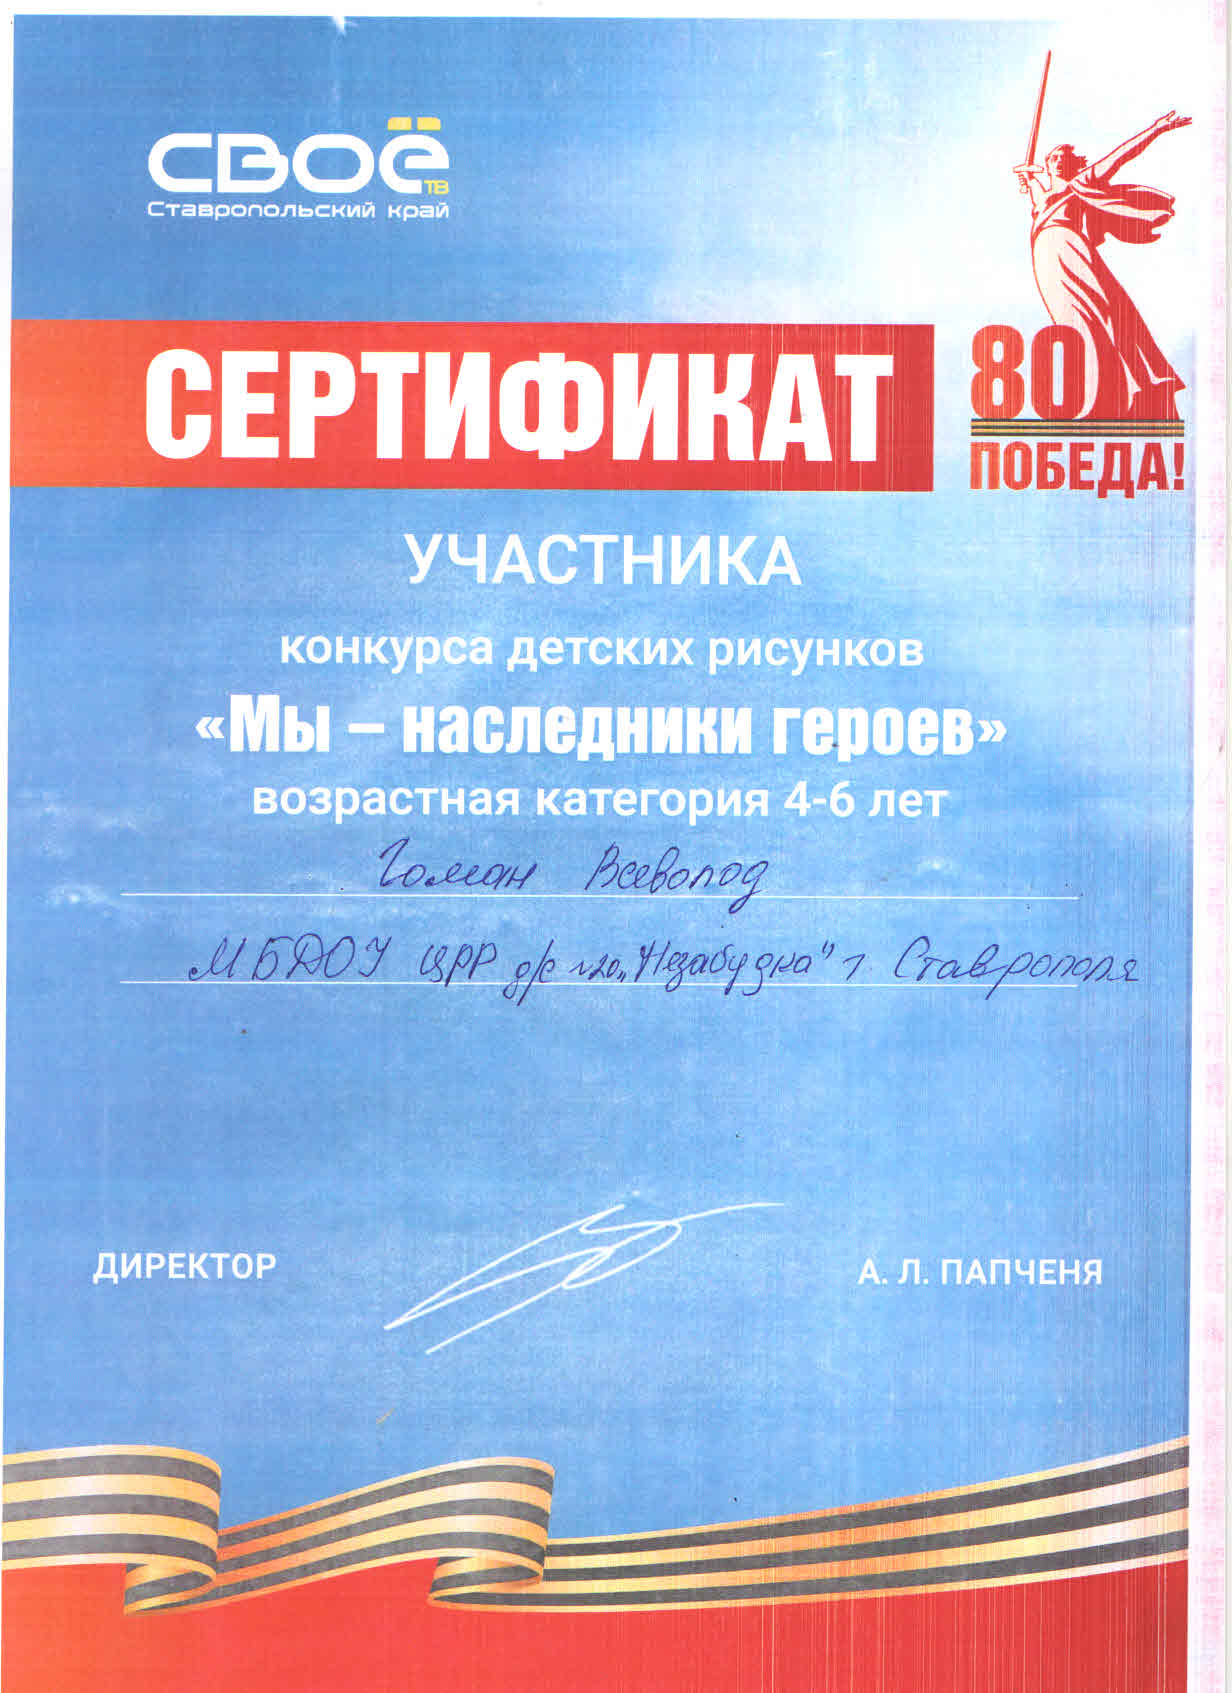 СВОЁ
ТВ
Ставропольский край
СЕРТИФИКАТ
80
ПОБЕДА!
УЧАСТНИКА
конкурса детских рисунков
«Мы – наследники героев»
возрастная категория 4-6 лет
Гоман Всеволод
МБДОУ ЦРР д/с №20 „Незабудка" г. Ставрополя
ДИРЕКТОР
А. Л. ПАПЧЕНЯ